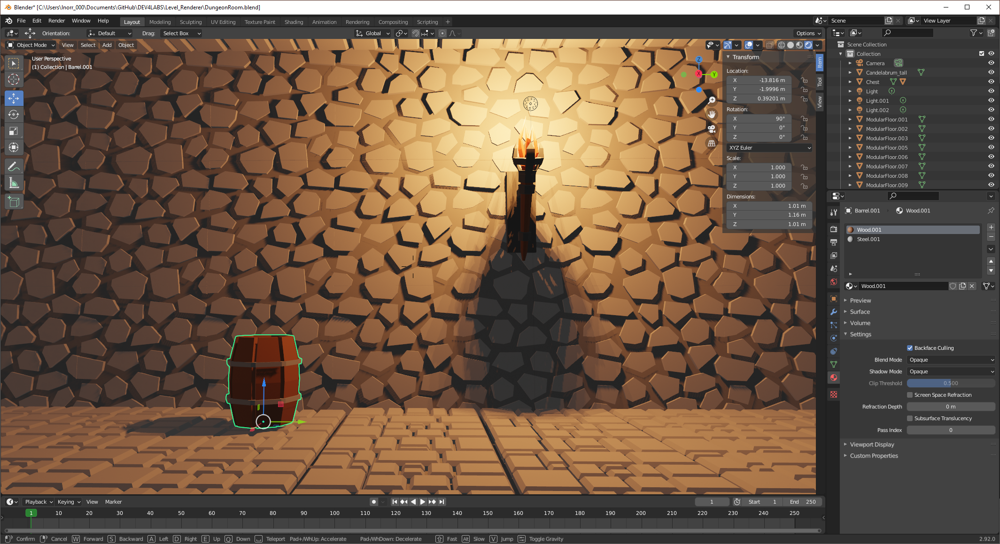 Blender* [C:\Users\lnorr_000\Documents\GitHub\DEV4LABS\Level_Renderer\DungeonRoom.blend]
File Edit Render Window Help Layout Modeling Sculpting UV Editing Texture Paint Shading Animation Rendering Compositing Scripting + Scene View Layer
Orientation: Default Drag: Select Box Global Options
Object Mode View Select Add Object
User Perspective
(1) Collection | Barrel.001
Z
X
Y
Transform
Location:
X -13.816 m
Y -1.9996 m
Z 0.39201 m
Rotation:
X 90°
Y 0°
Z 0°
XYZ Euler
Scale:
X 1.000
Y 1.000
Z 1.000
Dimensions:
X 1.01 m
Y 1.16 m
Z 1.01 m
Item
Tool
View
Scene Collection
Collection
Camera
Candelabrum_tall
Chest
Light
Light.001
Light.002
ModularFloor.001
ModularFloor.002
ModularFloor.003
ModularFloor.005
ModularFloor.006
ModularFloor.007
ModularFloor.008
ModularFloor.009
Barrel.001 Wood.001
Wood.001
Steel.001
Wood.001
Preview
Surface
Volume
Settings
Backface Culling
Blend Mode Opaque
Shadow Mode Opaque
Clip Threshold 0.500
Screen Space Refraction
Refraction Depth 0 m
Subsurface Translucency
Pass Index 0
Viewport Display
Custom Properties
Playback Keying View Marker 1 Start 1 End 250
1 10 20 30 40 50 60 70 80 90 100 110 120 130 140 150 160 170 180 190 200 210 220 230 240 250
Confirm Cancel W Forward S Backward A Left D Right E Up Q Down Teleport Pad+/WhUp: Accelerate Pad-/WhDown: Decelerate Fast Alt Slow V Jump Toggle Gravity 2.92.0